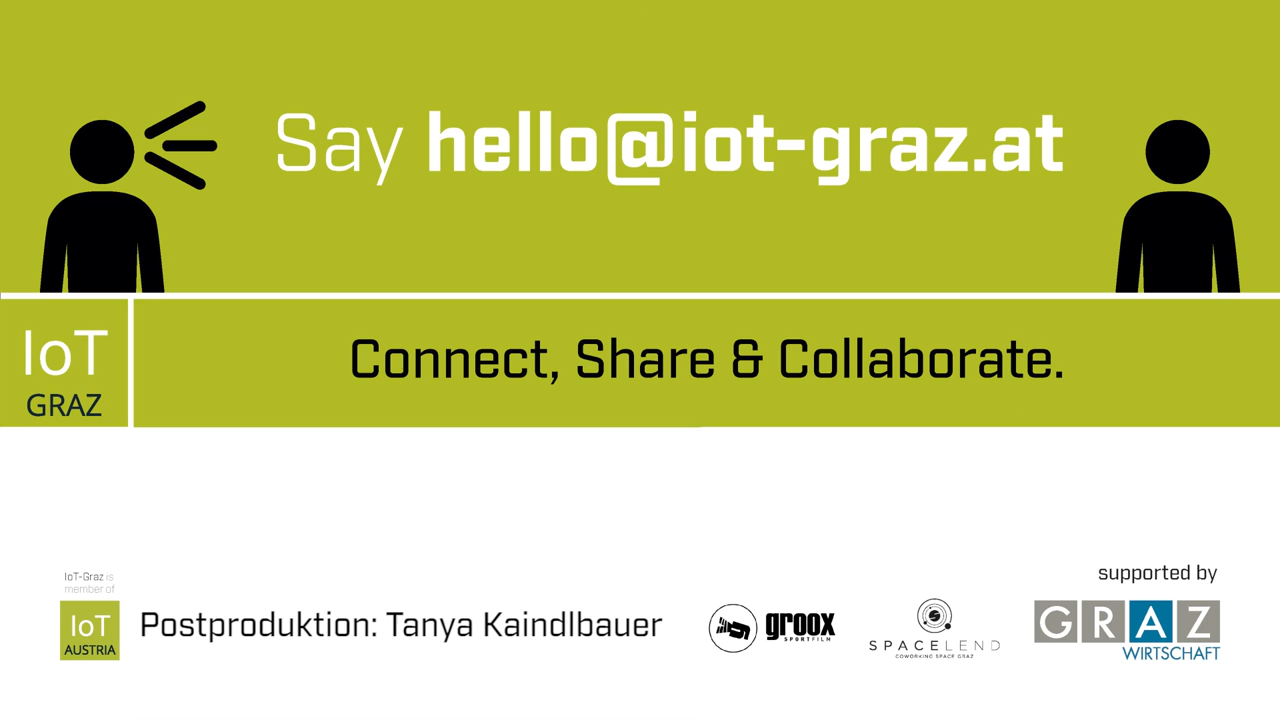 Say hello@iot-graz.at
IoT
GRAZ
Connect, Share & Collaborate.
IoT-Graz is
member of
IoT
AUSTRIA
Postproduktion: Tanya Kaindlbauer
groox
SPORTFILM
SPACELEND
COWORKING SPACE GRAZ
supported by
GRAZ
WIRTSCHAFT